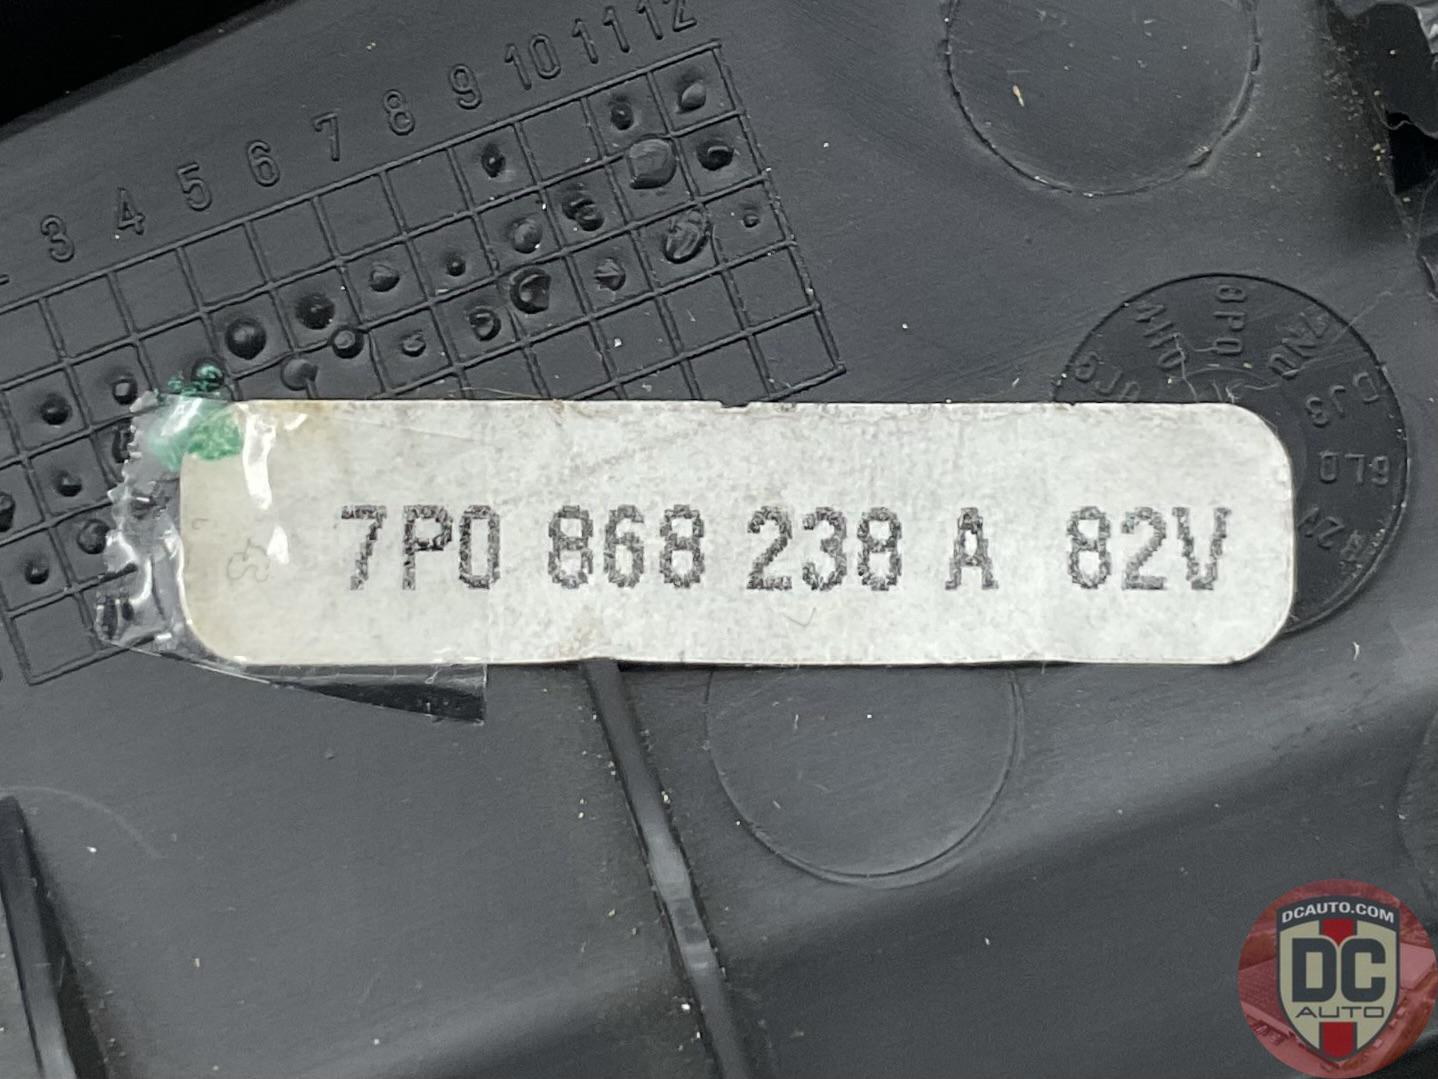 3 4 5 6 7 8 9 10 11 12
7P0 868 238 A 82V
DCAUTO.COM
DC
AUTO